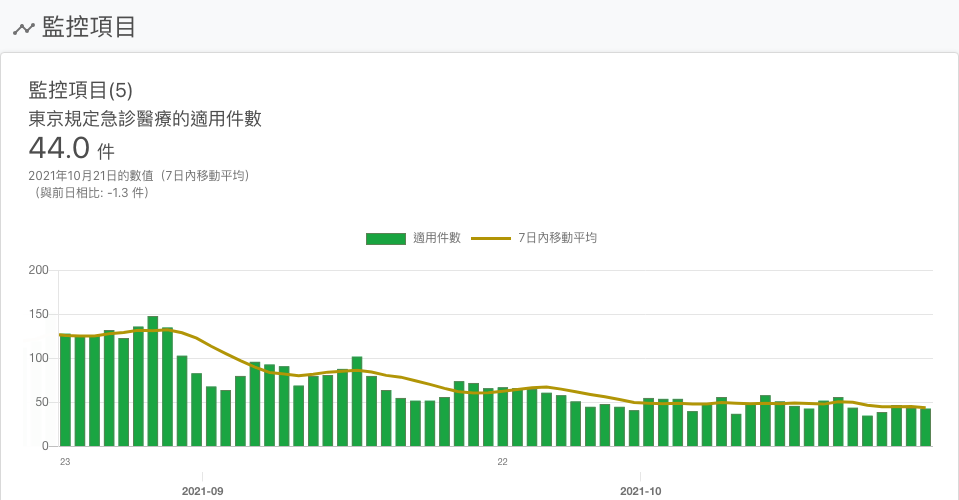 監控項目
監控項目(5)
東京規定急診醫療的適用件數
44.0 件
2021年10月21日的數值（7日內移動平均）
（與前日相比: -1.3 件）
適用件數 7日內移動平均
200
150
100
50
0
23 22
2021-09 2021-10